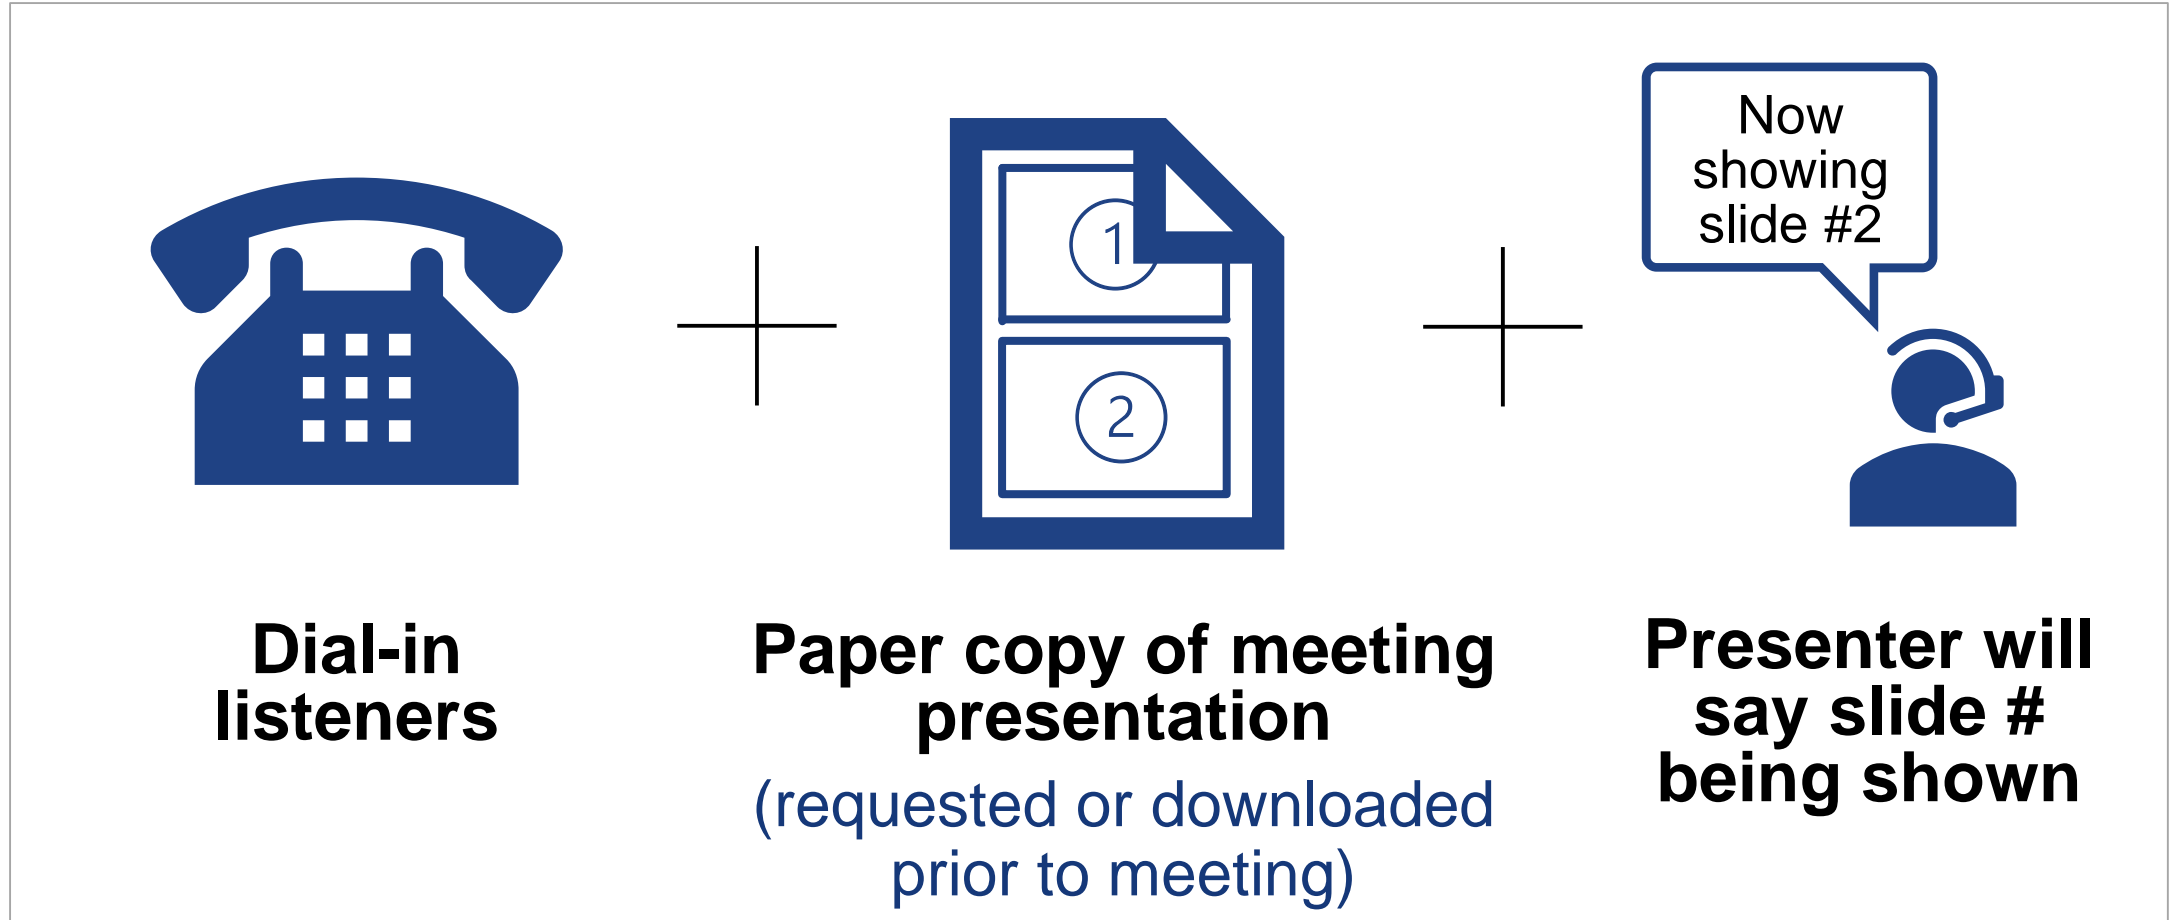 Now
showing
slide #2
1
2
Dial-in
listeners
Paper copy of meeting
presentation
(requested or downloaded
prior to meeting)
Presenter will
say slide #
being shown